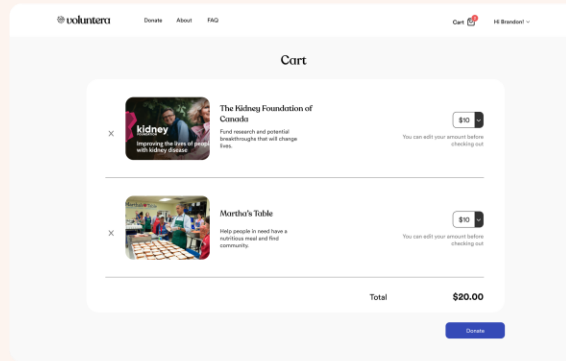 voluntera
Donate About FAQ
Cart
Hi Brandon!
Cart
X
kidney
FOUNDATION
Improving the lives of people
with kidney disease
The Kidney Foundation of
Canada
Fund research and potential
breakthroughs that will change
lives.
$10
You can edit your amount before
checking out
X
Martha's Table
Help people in need have a
nutritious meal and find
community.
$10
You can edit your amount before
checking out
Total $20.00
Donate